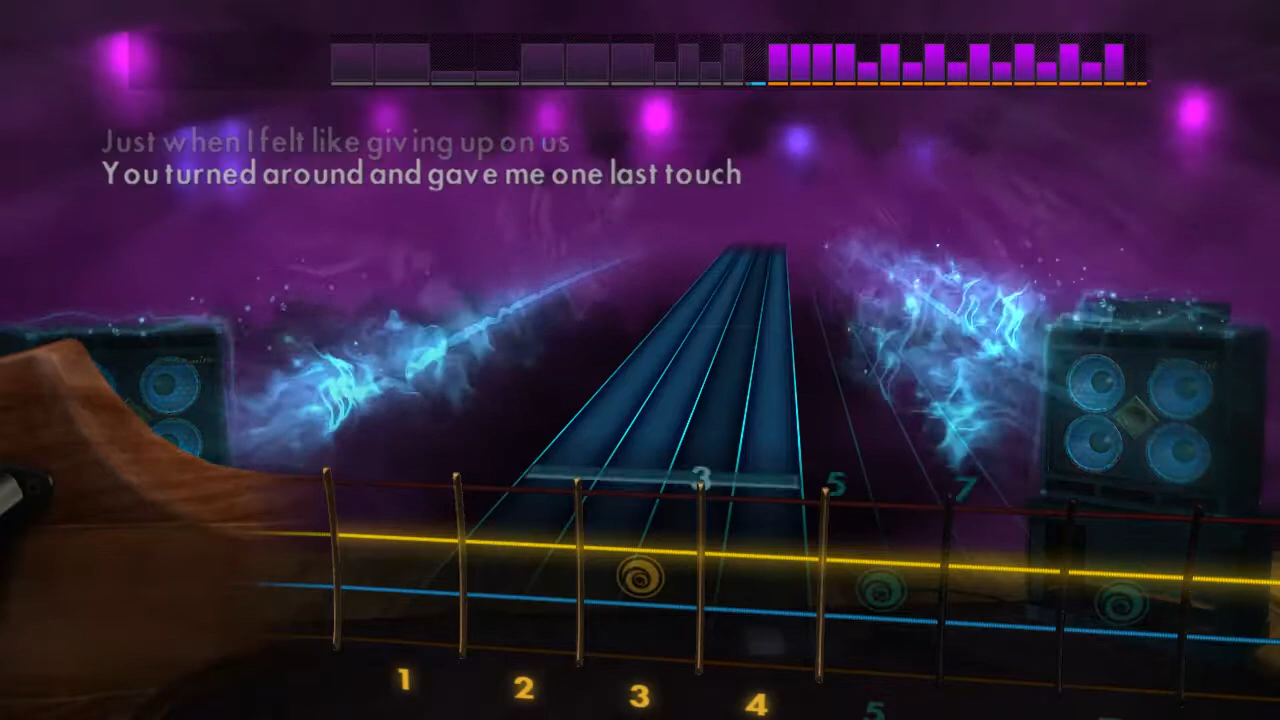 Just when I felt like giving up on us
You turned around and gave me one last touch
3 5 7
1 2 3 4 5